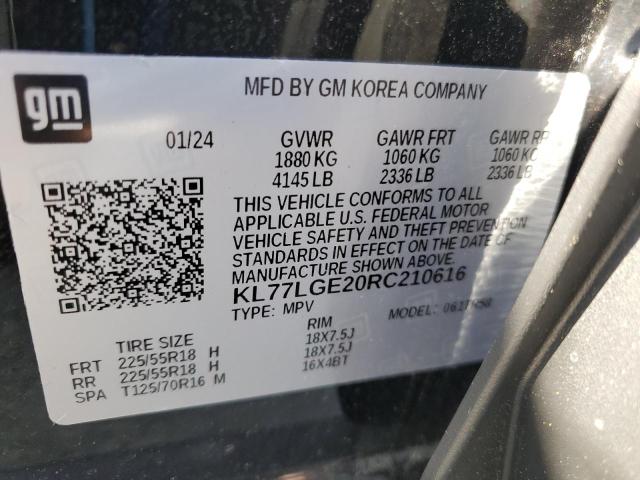 gm
MFD BY GM KOREA COMPANY
01/24 GVWR GAWR FRT GAWR RR
1880 KG 1060 KG 1060 KG
4145 LB 2336 LB 2336 LB
THIS VEHICLE CONFORMS TO ALL
APPLICABLE U.S. FEDERAL MOTOR
VEHICLE SAFETY AND THEFT PREVENTION
STANDARDS IN EFFECT ON THE DATE OF
MANUFACTURE SHOWN ABOVE.
KL77LGE20RC210616
TYPE: MPV MODEL:
TIRE SIZE RIM
FRT 225/55R18 H 18X7.5J
RR 225/55R18 H 18X7.5J
SPA T125/70R16 M 16X4BT